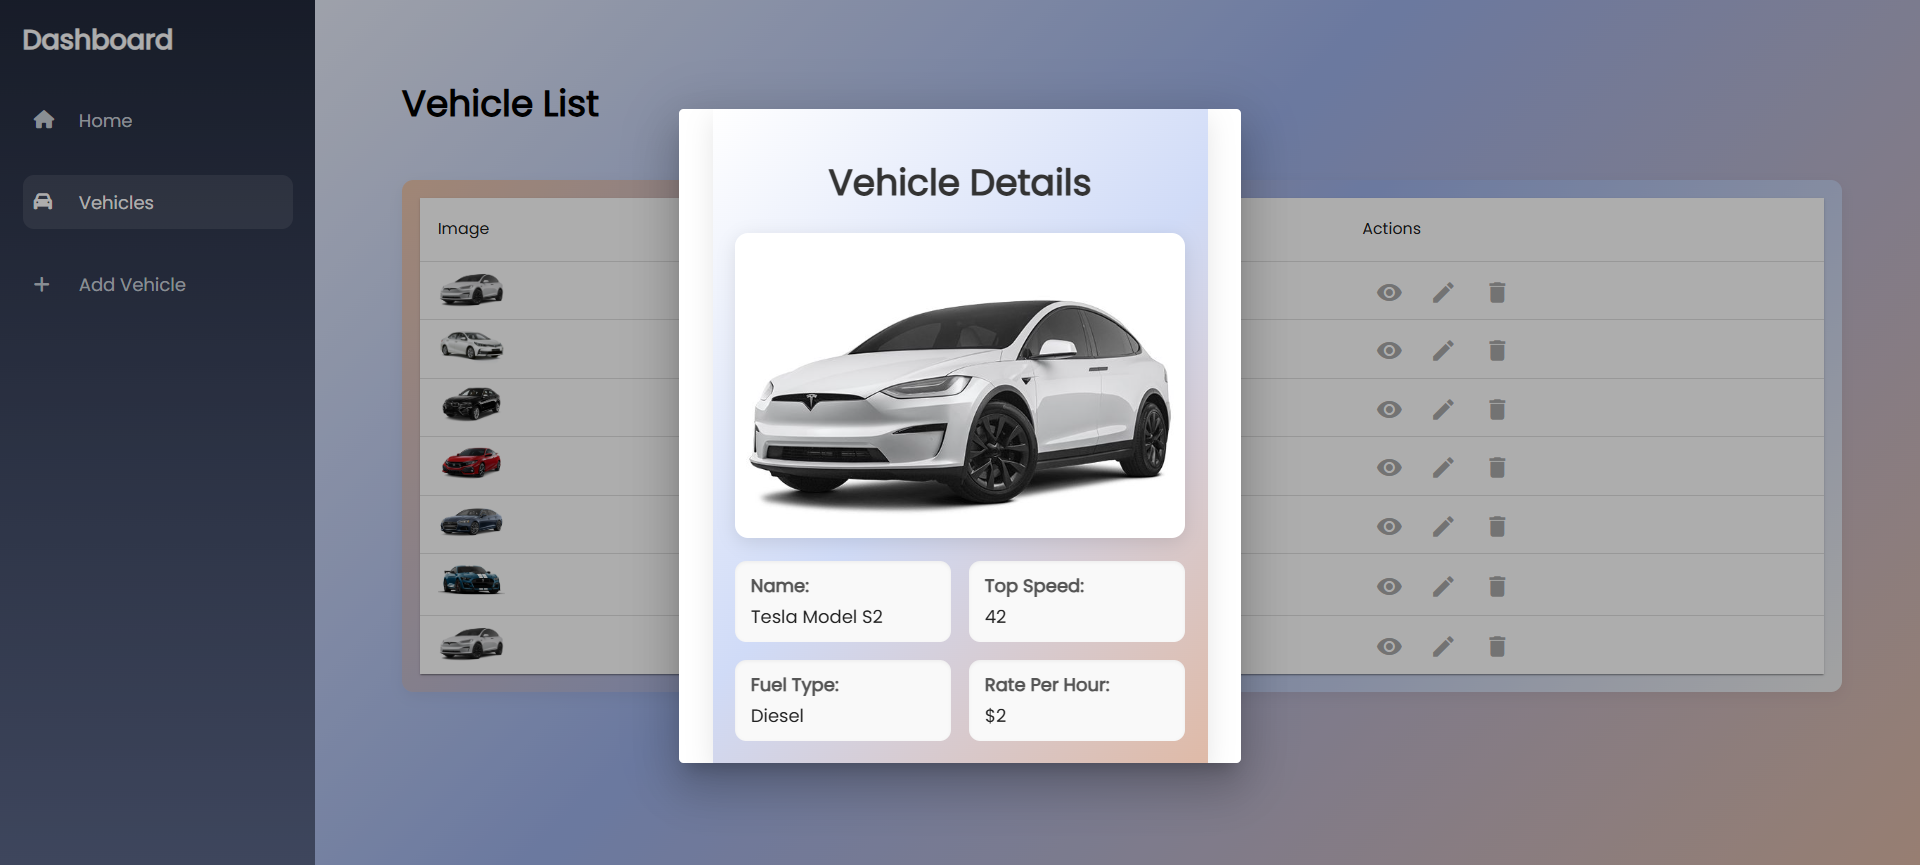 Dashboard
Home
Vehicles
Add Vehicle
Vehicle List
Image
Actions
Vehicle Details
Name:
Tesla Model S2
Top Speed:
42
Fuel Type:
Diesel
Rate Per Hour:
$2